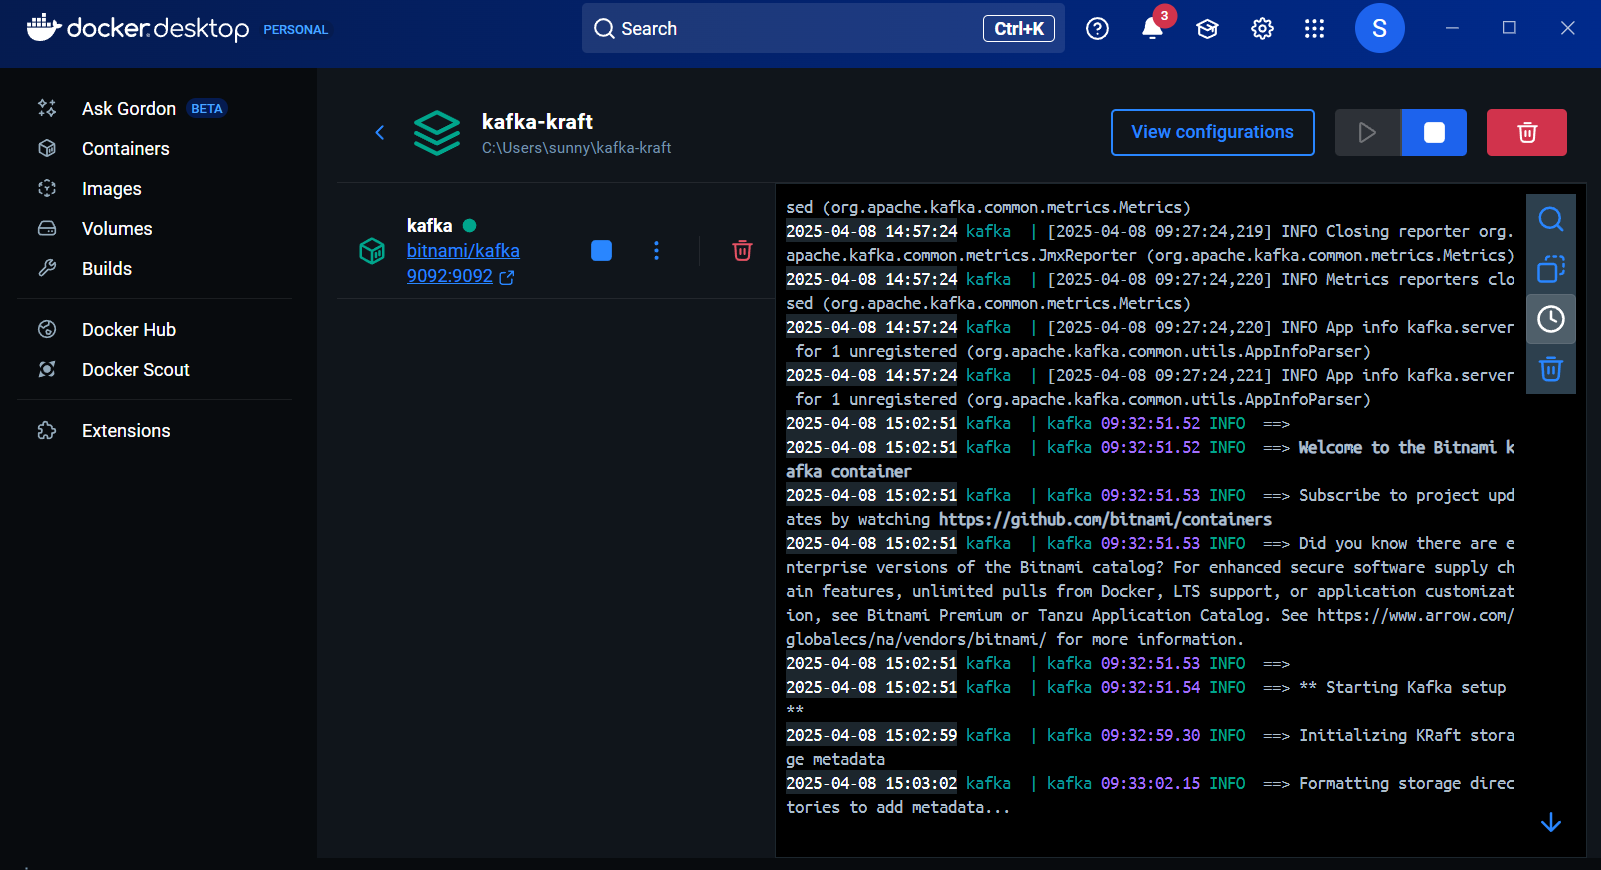 docker desktop PERSONAL
Search
Ctrl+K
3
S
Ask Gordon BETA
Containers
Images
Volumes
Builds
Docker Hub
Docker Scout
Extensions
kafka-kraft
C:\Users\sunny\kafka-kraft
View configurations
kafka
bitnami/kafka
9092:9092
sed (org.apache.kafka.common.metrics.Metrics)
2025-04-08 14:57:24 kafka  | [2025-04-08 09:27:24,219] INFO Closing reporter org.
apache.kafka.common.metrics.JmxReporter (org.apache.kafka.common.metrics.Metrics)
2025-04-08 14:57:24 kafka  | [2025-04-08 09:27:24,220] INFO Metrics reporters clo
sed (org.apache.kafka.common.metrics.Metrics)
2025-04-08 14:57:24 kafka  | [2025-04-08 09:27:24,220] INFO App info kafka.server
for 1 unregistered (org.apache.kafka.common.utils.AppInfoParser)
2025-04-08 14:57:24 kafka  | [2025-04-08 09:27:24,221] INFO App info kafka.server
for 1 unregistered (org.apache.kafka.common.utils.AppInfoParser)
2025-04-08 15:02:51 kafka  | kafka 09:32:51.52 INFO  ==>
2025-04-08 15:02:51 kafka  | kafka 09:32:51.52 INFO  ==> Welcome to the Bitnami k
afka container
2025-04-08 15:02:51 kafka  | kafka 09:32:51.53 INFO  ==> Subscribe to project upd
ates by watching https://github.com/bitnami/containers
2025-04-08 15:02:51 kafka  | kafka 09:32:51.53 INFO  ==> Did you know there are e
nterprise versions of the Bitnami catalog? For enhanced secure software supply ch
ain features, unlimited pulls from Docker, LTS support, or application customizat
ion, see Bitnami Premium or Tanzu Application Catalog. See https://www.arrow.com/
globalecs/na/vendors/bitnami/ for more information.
2025-04-08 15:02:51 kafka  | kafka 09:32:51.53 INFO  ==>
2025-04-08 15:02:51 kafka  | kafka 09:32:51.54 INFO  ==> ** Starting Kafka setup
**
2025-04-08 15:02:59 kafka  | kafka 09:32:59.30 INFO  ==> Initializing KRaft stora
ge metadata
2025-04-08 15:03:02 kafka  | kafka 09:33:02.15 INFO  ==> Formatting storage direc
tories to add metadata...